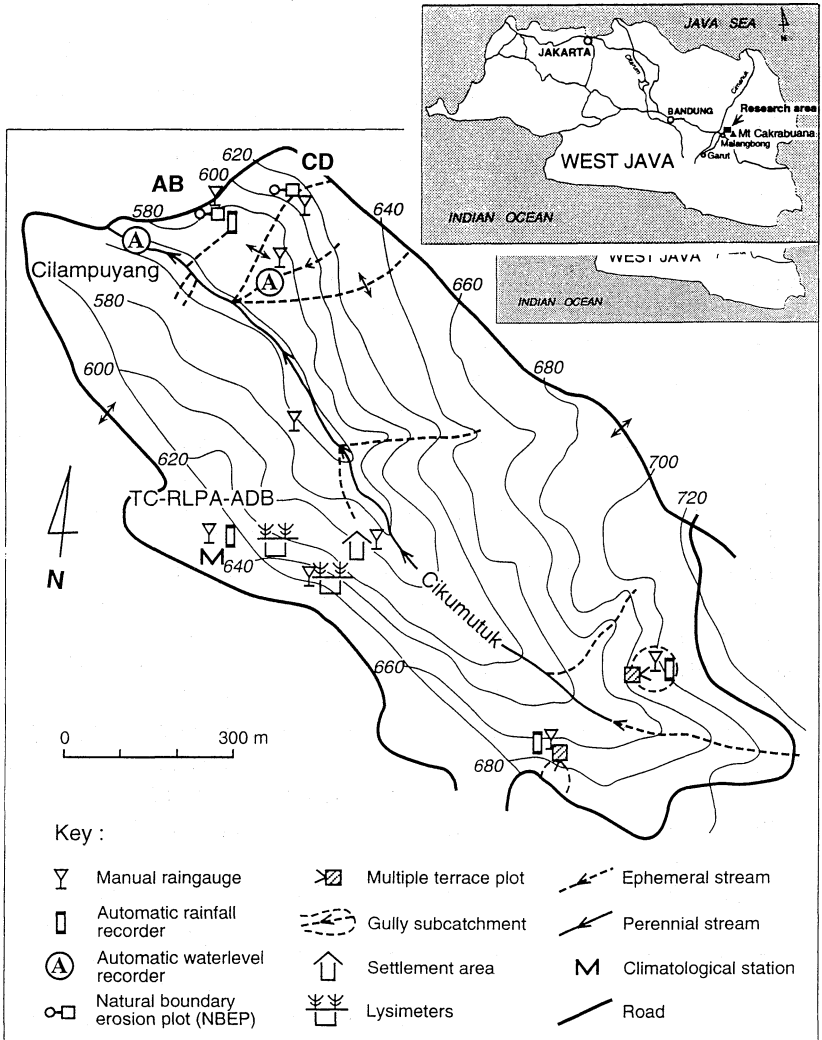 JAVA SEA
N
JAKARTA
Citarum
Cimanuk
BANDUNG
Research area
Mt Cakrabuana
Malangbong
Garut
WEST JAVA
INDIAN OCEAN
WEST JAVA
INDIAN OCEAN
AB
CD
620
600
580
640
A
Cilampuyang
A
580
660
600
680
620
700
TC-RLPA-ADB
720
M
640
N
Cikumutuk
660
680
0 300 m
Key :
Manual raingauge
Automatic rainfall
recorder
A Automatic waterlevel
recorder
Natural boundary
erosion plot (NBEP)
Multiple terrace plot
Gully subcatchment
Settlement area
Lysimeters
Ephemeral stream
Perennial stream
M Climatological station
Road